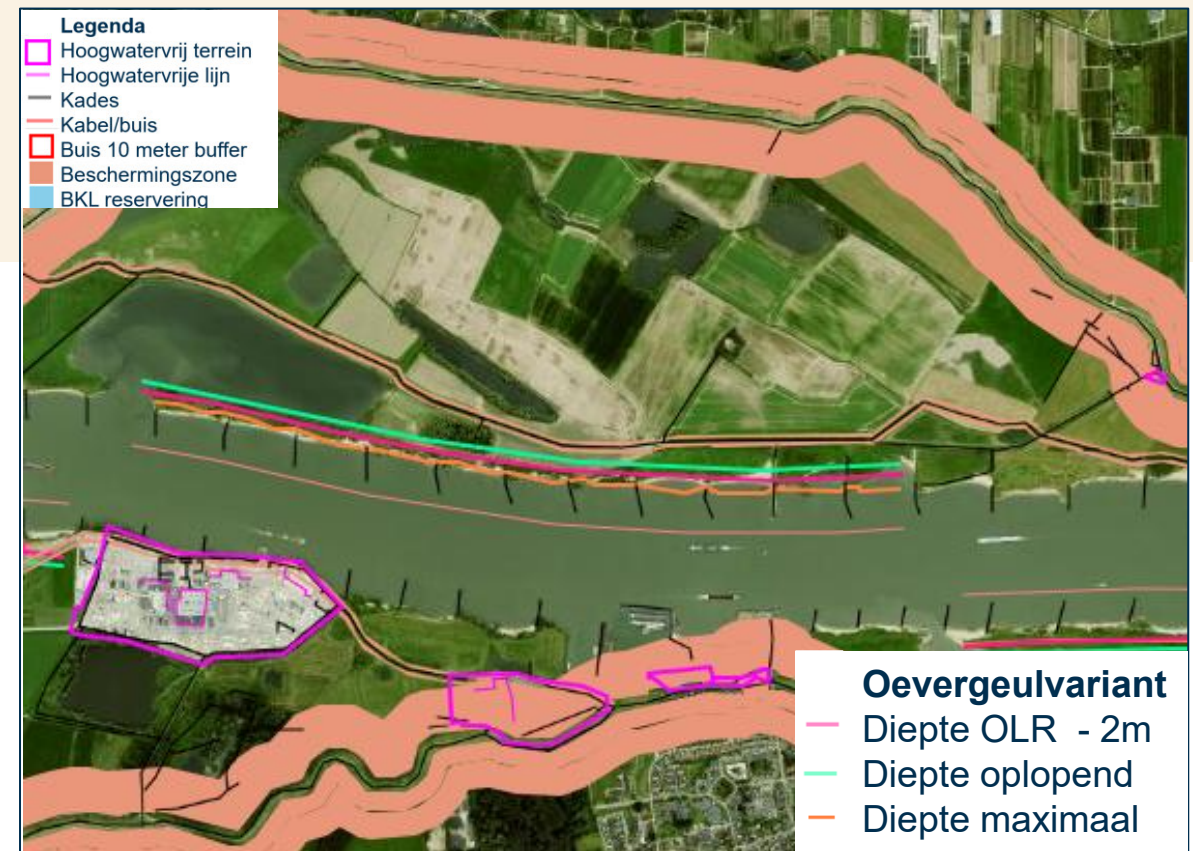 Legenda
Hoogwatervrij terrein
Hoogwatervrije lijn
Kades
Kabel/buis
Buis 10 meter buffer
Beschermingszone
BKL reservering
Oevergeulvariant
Diepte OLR - 2m
Diepte oplopend
Diepte maximaal